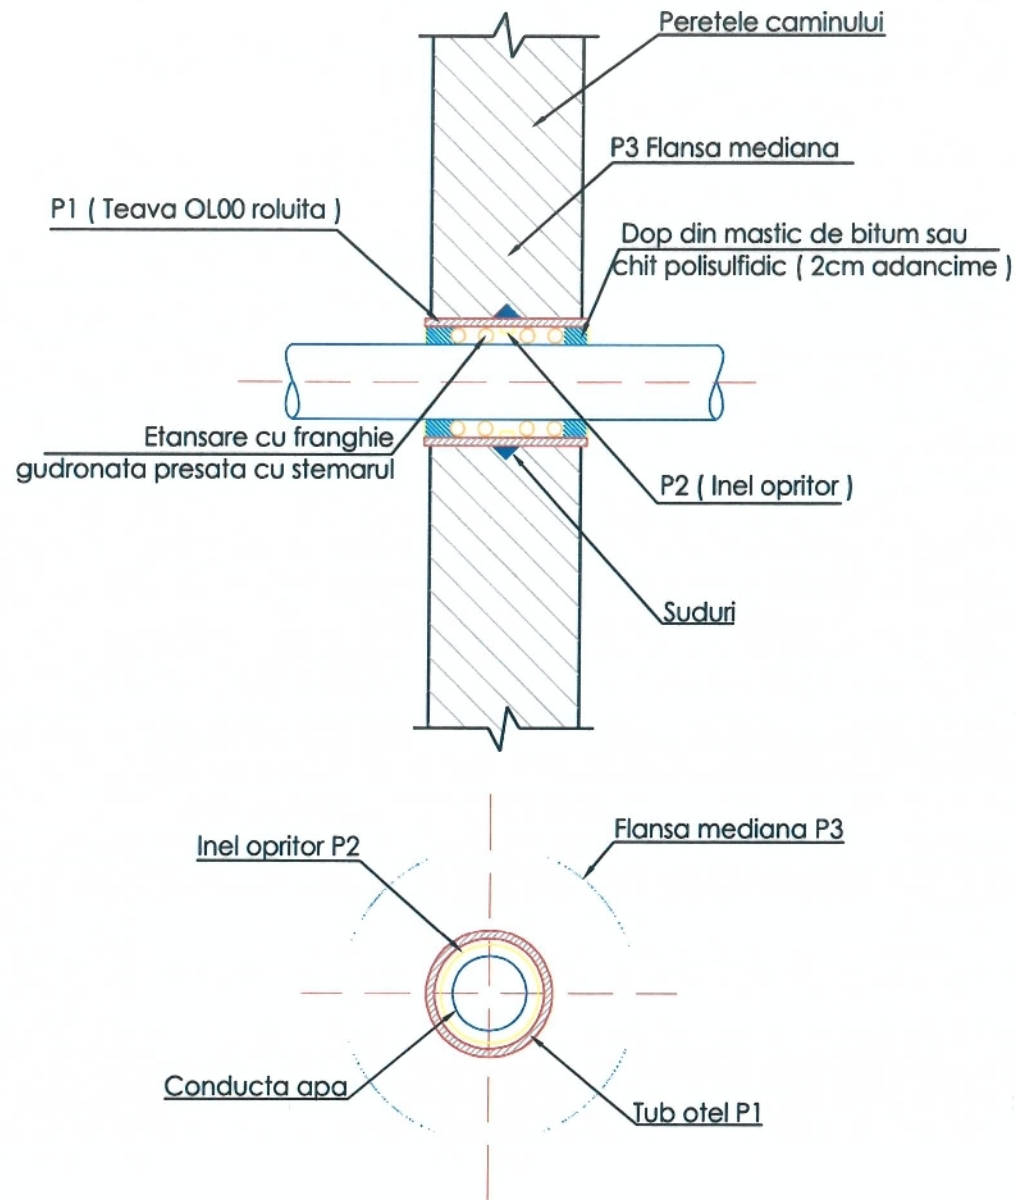 Peretele caminului
P3 Flansa mediana
P1 ( Teava OL00 roluita )
Dop din mastic de bitum sau
chit polisulfidic ( 2cm adancime )
Etansare cu franghie
gudronata presata cu stemarul
P2 ( Inel opritor )
Suduri
Flansa mediana P3
Inel opritor P2
Conducta apa
Tub otel P1